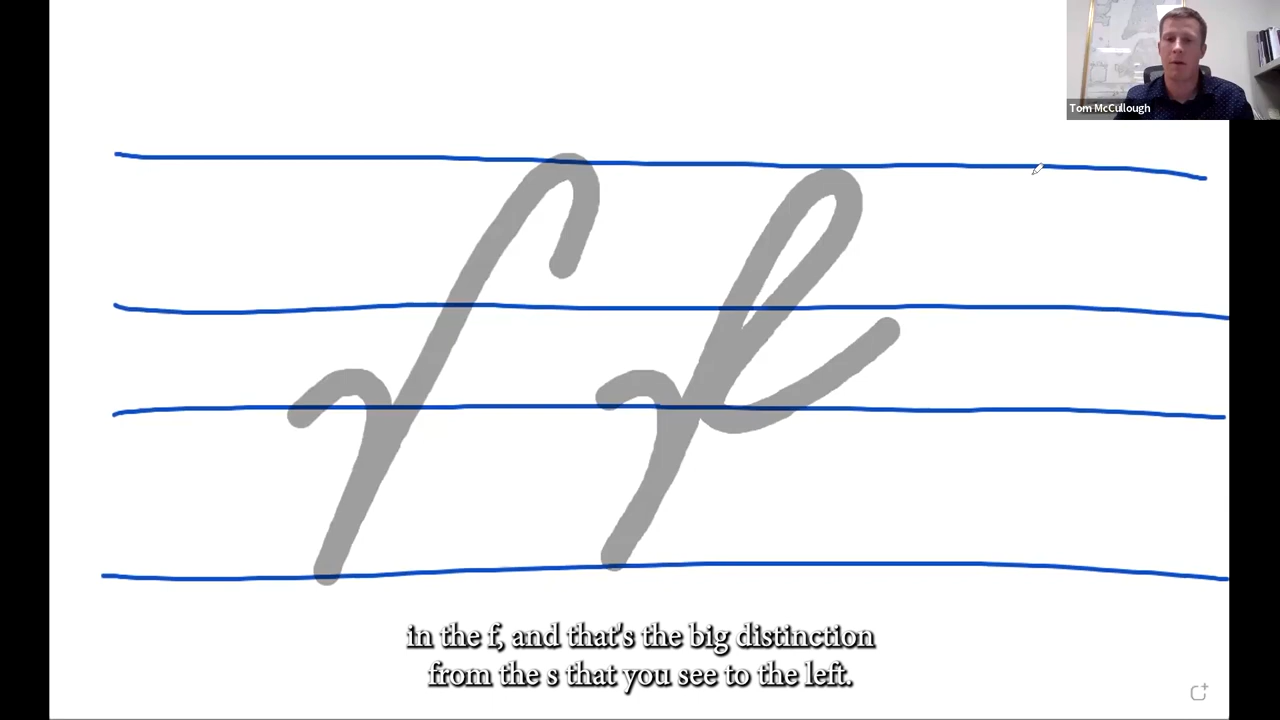 Tom McCullough
ſ f
in the f, and that's the big distinction
from the s that you see to the left.